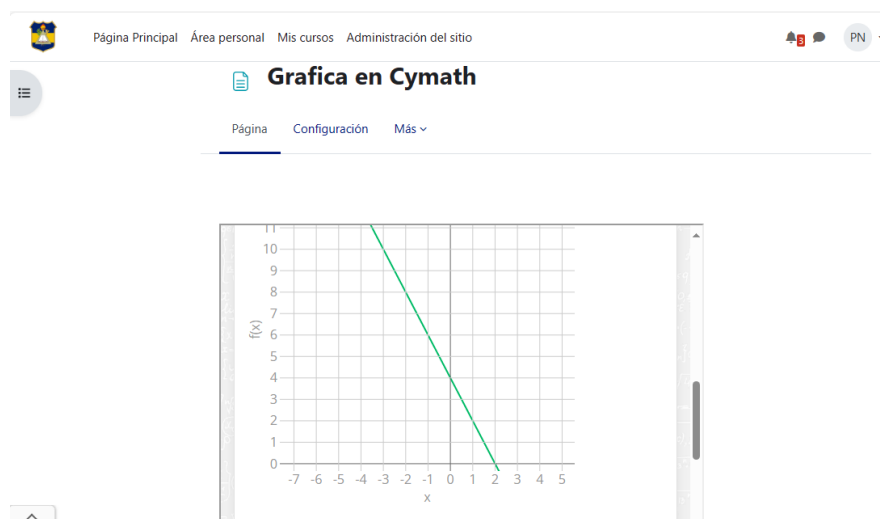 Página Principal Área personal Mis cursos Administración del sitio 3 PN
Grafica en Cymath
Página Configuración Más
11
10
9
8
7
f(x)
6
5
4
3
2
1
0
-7 -6 -5 -4 -3 -2 -1 0 1 2 3 4 5
x